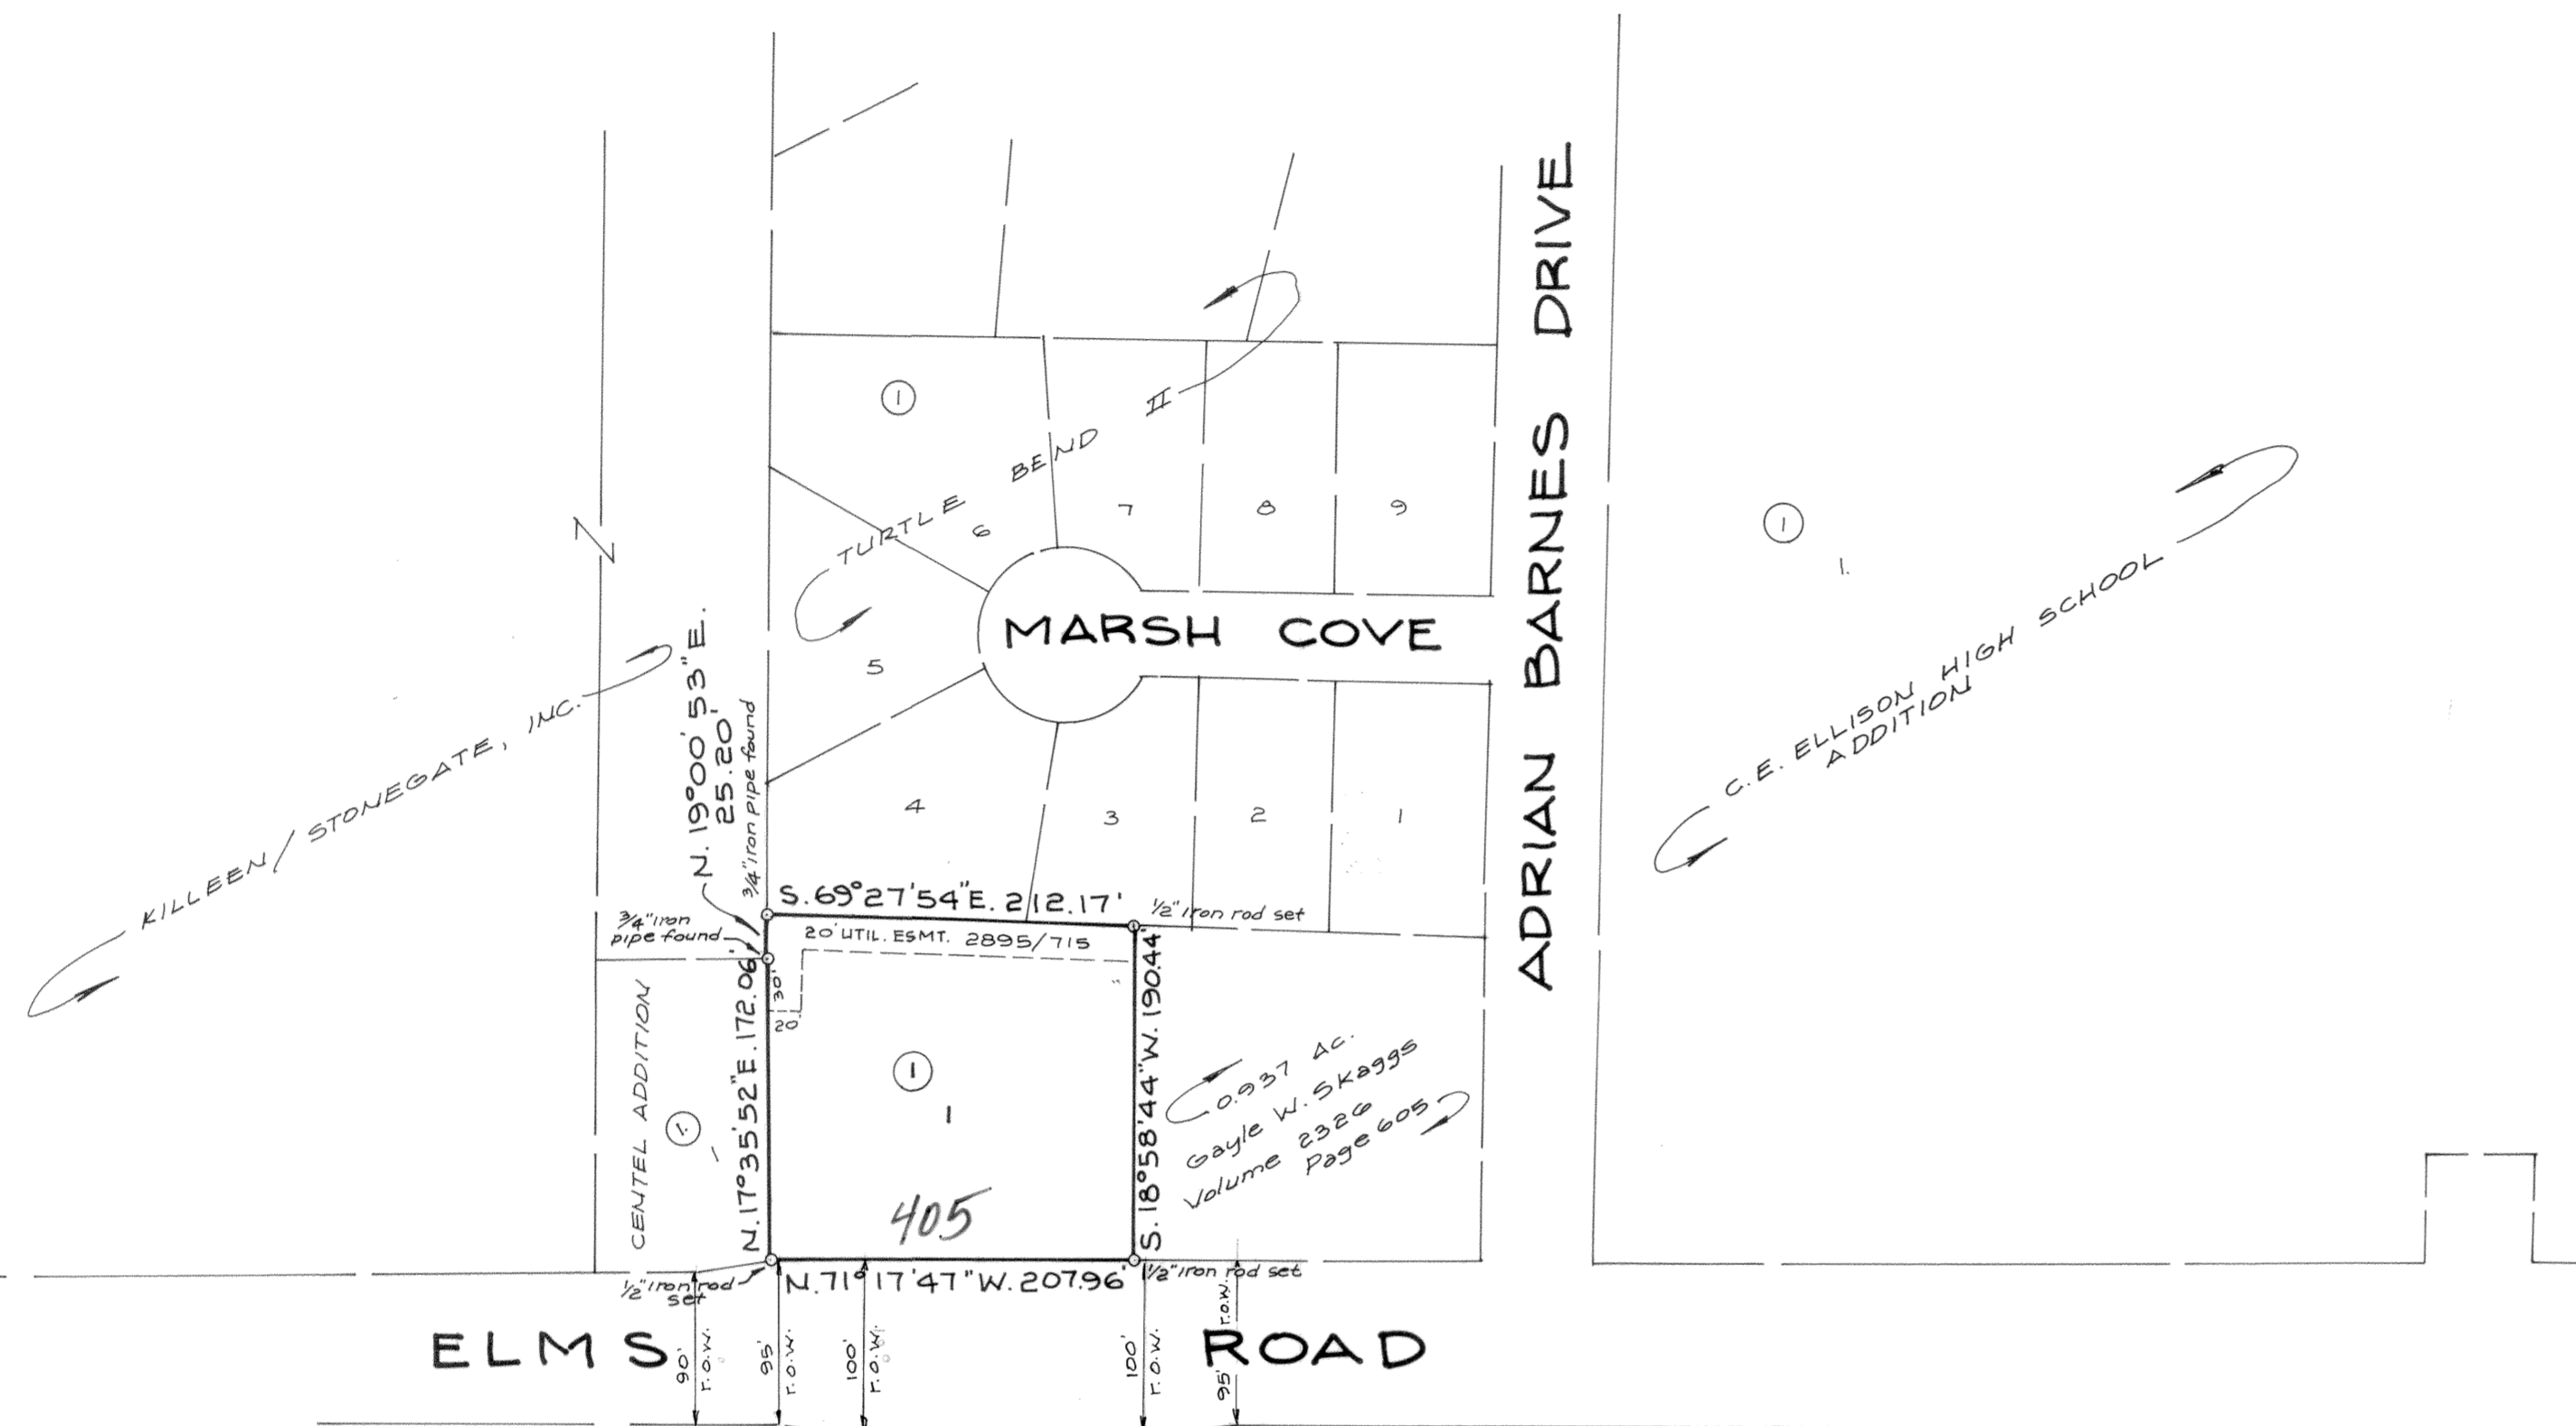 ADRIAN BARNES DRIVE
1
TURTLE BEND II
6
7
8
9
1
1.
C.E. ELLISON HIGH SCHOOL
ADDITION
N
MARSH COVE
5
4
3
2
1
KILLEEN/STONEGATE, INC.
N. 19°00'53"E.
25.20'
3/4" iron pipe found
S. 69°27'54"E. 212.17'
1/2" iron rod set
3/4" iron
pipe found
20' UTIL. ESMT. 2895/715
30'
20'
N. 17°35'52"E. 172.06'
S. 18°58'44"W. 190.44'
CENTEL ADDITION
1.
1
1
1
405
0.937 AC.
Gayle W. Skaggs
Volume 2326
Page 605
1/2" iron rod
set
N. 71°17'47"W. 207.96'
1/2" iron rod set
ELMS ROAD
90'
r.o.w.
95'
r.o.w.
100'
r.o.w.
100'
r.o.w.
95' r.o.w.